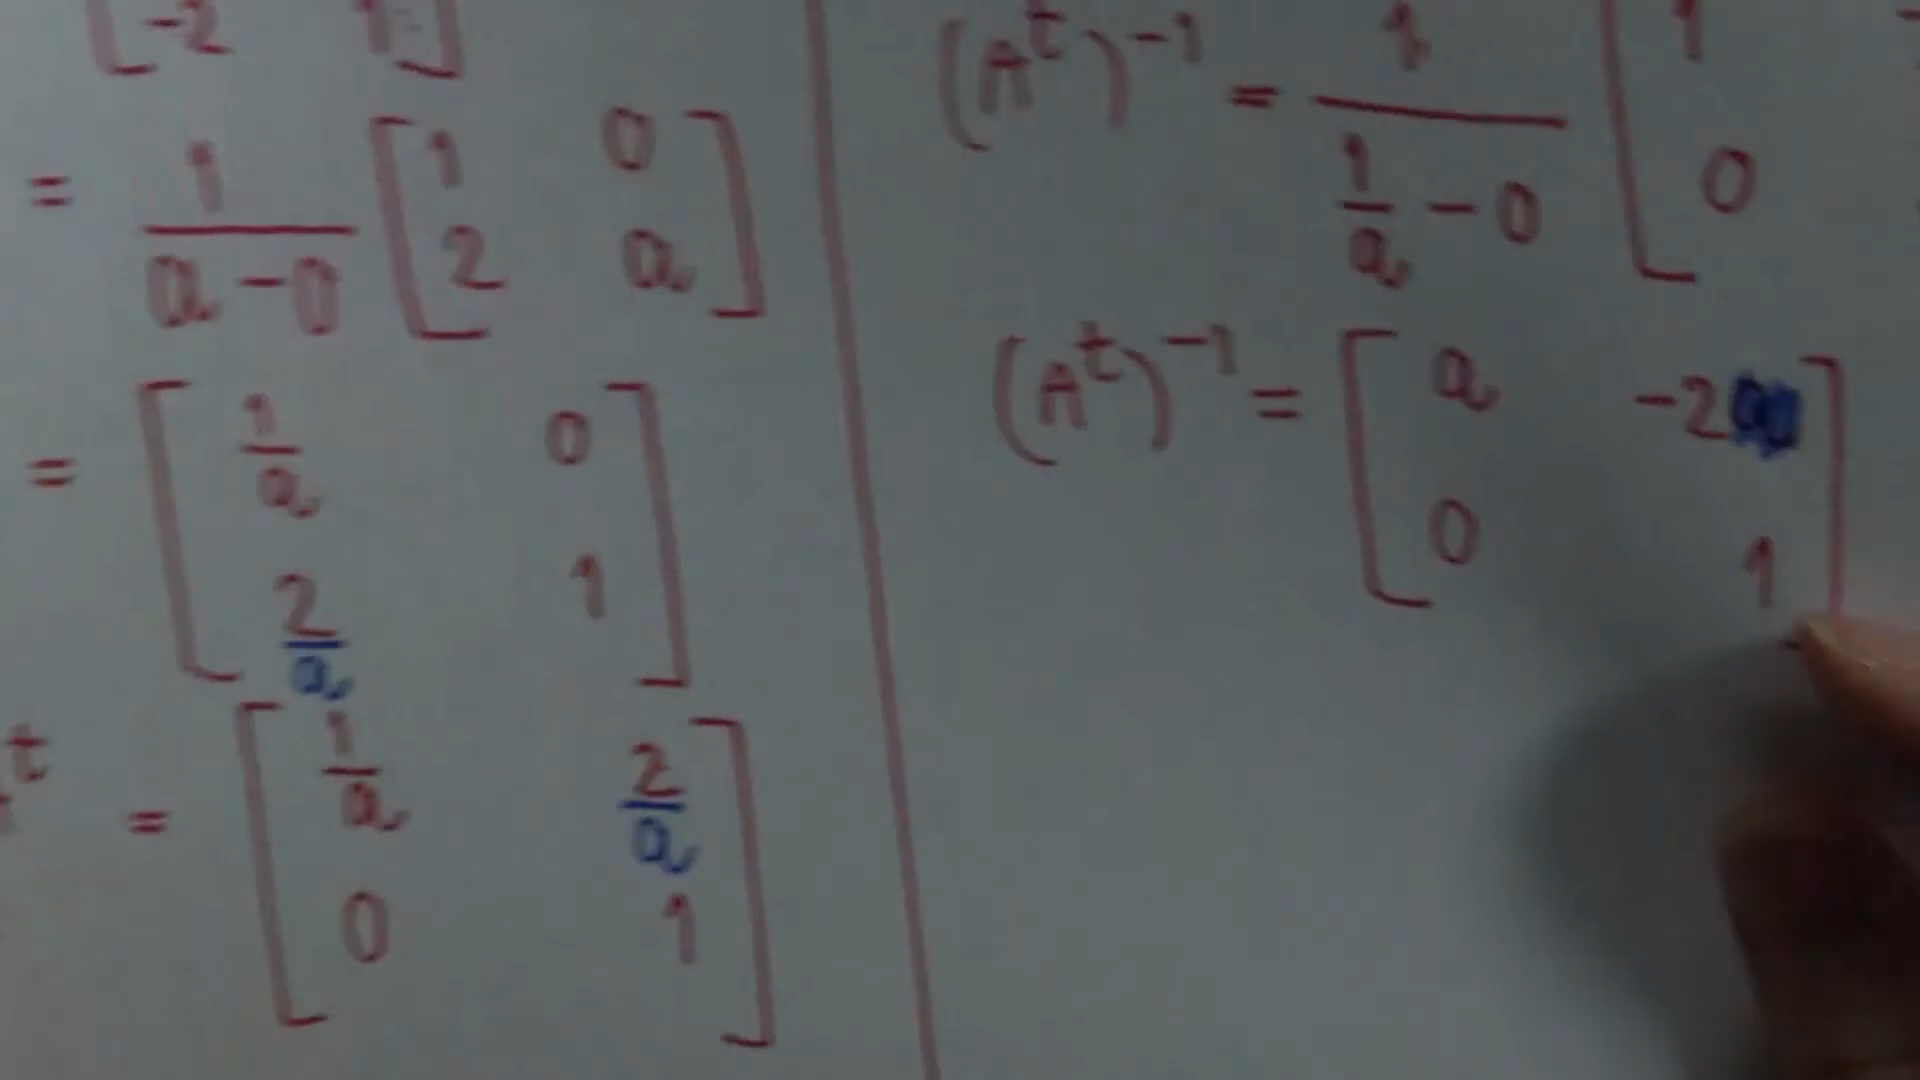 -2 1
= 1/(a-0) [1 0
2 a]
= [1/a 0
2/a 1]
t = [1/a 2/a
0 1]
(A^t)^-1 = 1/(1/a - 0) [1
0
(A^t)^-1 = [a -2
0 1]